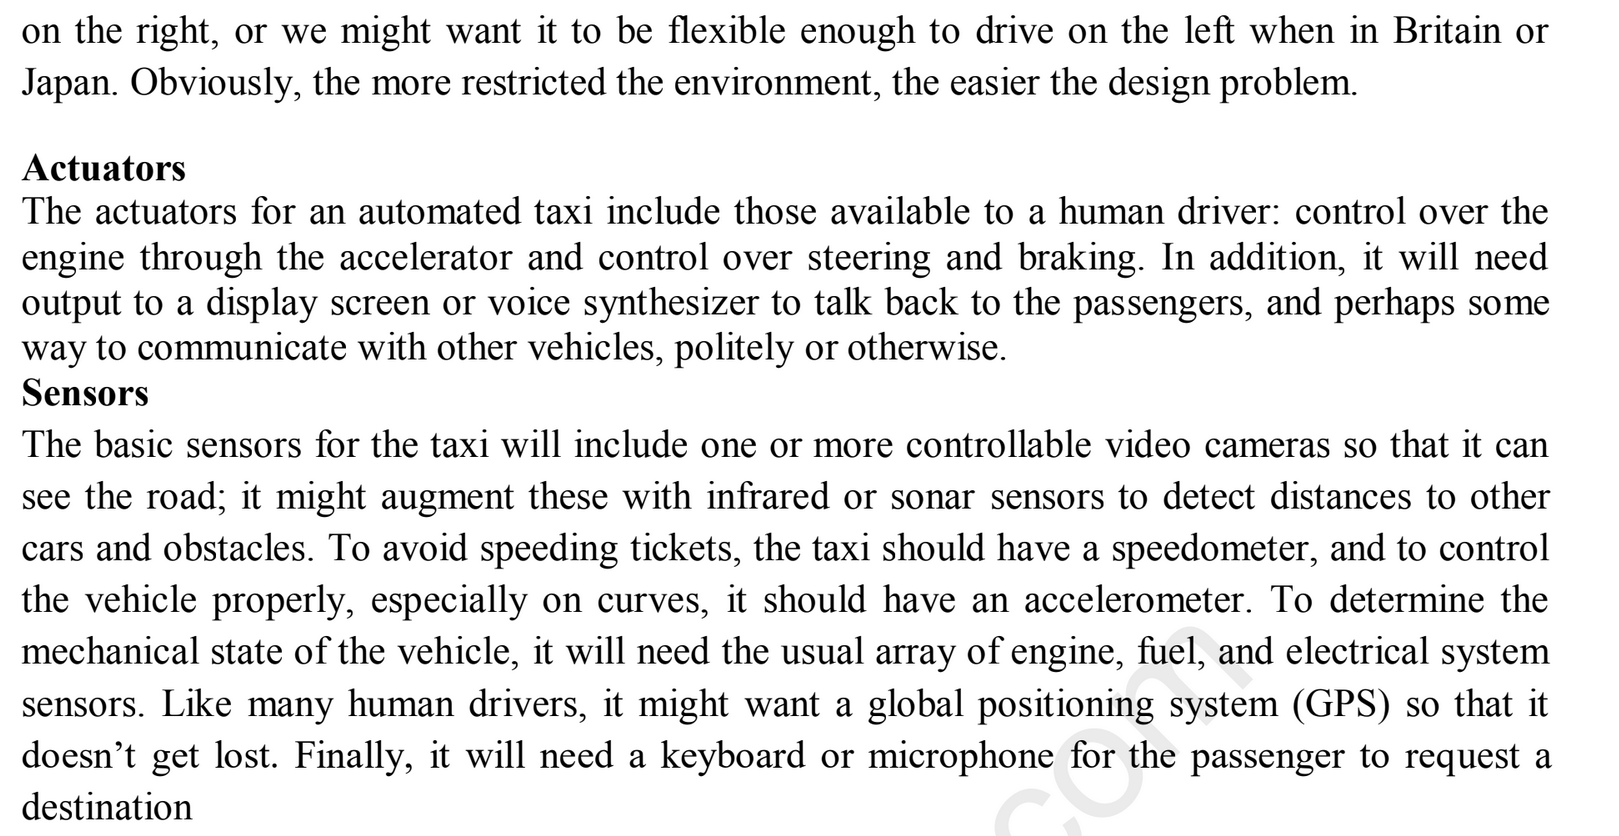 on the right, or we might want it to be flexible enough to drive on the left when in Britain or
Japan. Obviously, the more restricted the environment, the easier the design problem.
Actuators
The actuators for an automated taxi include those available to a human driver: control over the
engine through the accelerator and control over steering and braking. In addition, it will need
output to a display screen or voice synthesizer to talk back to the passengers, and perhaps some
way to communicate with other vehicles, politely or otherwise.
Sensors
The basic sensors for the taxi will include one or more controllable video cameras so that it can
see the road; it might augment these with infrared or sonar sensors to detect distances to other
cars and obstacles. To avoid speeding tickets, the taxi should have a speedometer, and to control
the vehicle properly, especially on curves, it should have an accelerometer. To determine the
mechanical state of the vehicle, it will need the usual array of engine, fuel, and electrical system
sensors. Like many human drivers, it might want a global positioning system (GPS) so that it
doesn’t get lost. Finally, it will need a keyboard or microphone for the passenger to request a
destination
com